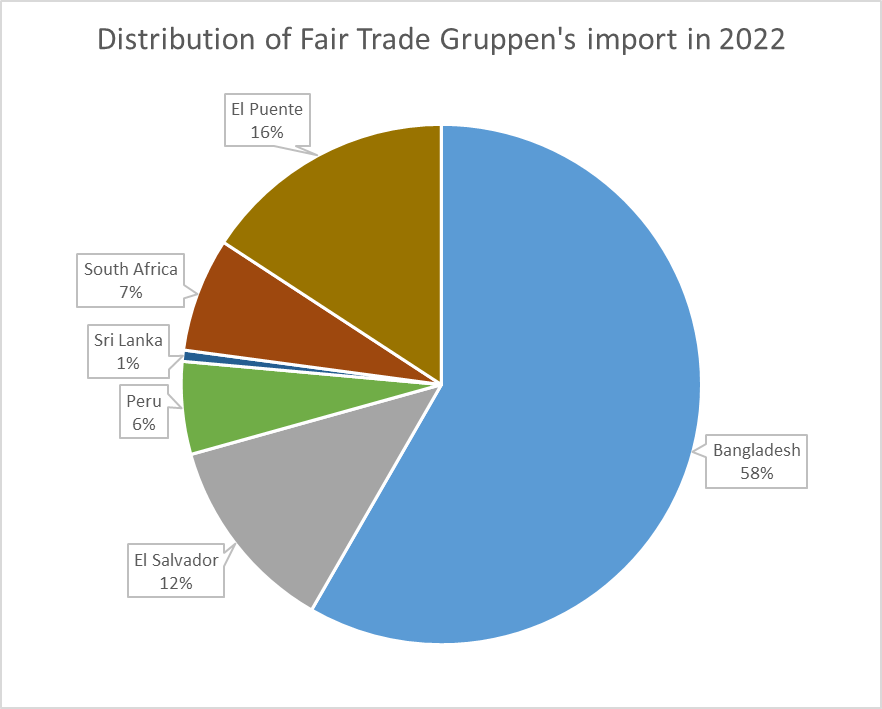 Distribution of Fair Trade Gruppen's import in 2022
El Puente
16%
South Africa
7%
Sri Lanka
1%
Peru
6%
Bangladesh
58%
El Salvador
12%